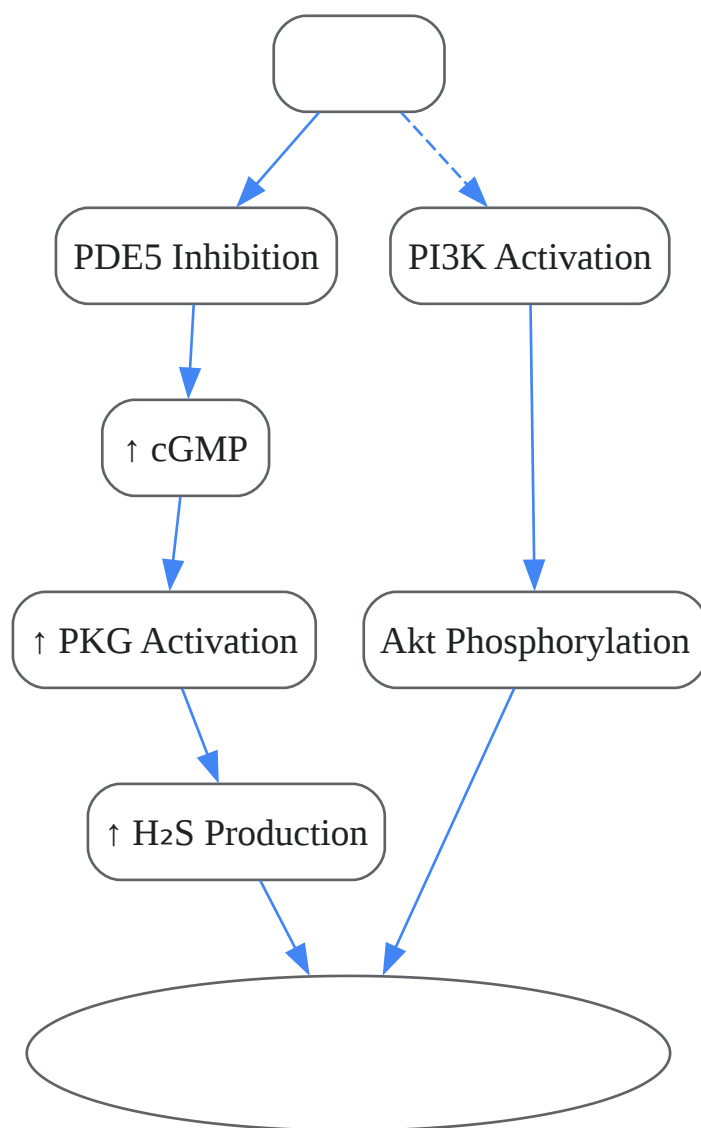 PDE5 Inhibition
PI3K Activation
↑ cGMP
↑ PKG Activation
Akt Phosphorylation
↑ H₂S Production